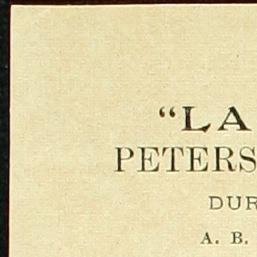 “LA
PETERS
DUR
A. B.